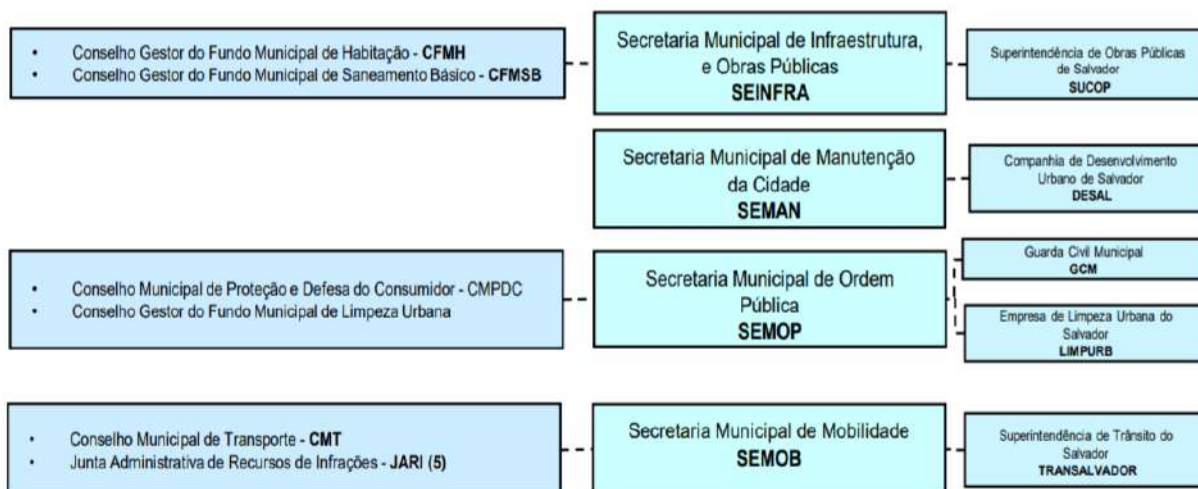 • Conselho Gestor do Fundo Municipal de Habitação - CFMH
• Conselho Gestor do Fundo Municipal de Saneamento Básico - CFMSB
Secretaria Municipal de Infraestrutura,
e Obras Públicas
SEINFRA
Superintendência de Obras Públicas
de Salvador
SUCOP
Secretaria Municipal de Manutenção
da Cidade
SEMAN
Companhia de Desenvolvimento
Urbano de Salvador
DESAL
• Conselho Municipal de Proteção e Defesa do Consumidor - CMPDC
• Conselho Gestor do Fundo Municipal de Limpeza Urbana
Secretaria Municipal de Ordem
Pública
SEMOP
Guarda Civil Municipal
GCM
Empresa de Limpeza Urbana do
Salvador
LIMPURB
• Conselho Municipal de Transporte - CMT
• Junta Administrativa de Recursos de Infrações - JARI (5)
Secretaria Municipal de Mobilidade
SEMOB
Superintendência de Trânsito do
Salvador
TRANSALVADOR